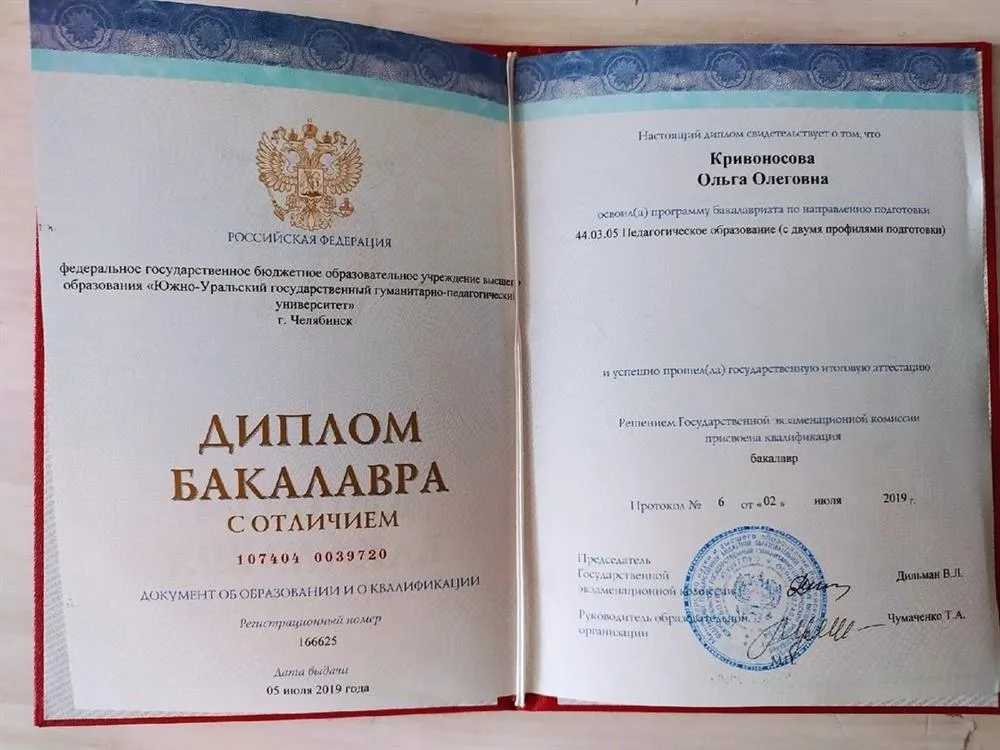 РОССИЙСКАЯ ФЕДЕРАЦИЯ
федеральное государственное бюджетное образовательное учреждение высшего
образования «Южно-Уральский государственный гуманитарно-педагогический
университет»
г. Челябинск
ДИПЛОМ
БАКАЛАВРА
С ОТЛИЧИЕМ
107404 0039720
ДОКУМЕНТ ОБ ОБРАЗОВАНИИ И О КВАЛИФИКАЦИИ
Регистрационный номер
166625
Дата выдачи
05 июля 2019 года
Настоящий диплом свидетельствует о том, что
Кривоносова
Ольга Олеговна
освоил(а) программу бакалавриата по направлению подготовки
44.03.05 Педагогическое образование (с двумя профилями подготовки)
и успешно прошел(ла) государственную итоговую аттестацию
Решением Государственной экзаменационной комиссии
присвоена квалификация
бакалавр
Протокол № 6 от «02» июля 2019 г.
Председатель
Государственной
экзаменационной комиссии Дильман В.Л.
Руководитель образовательной
организации Чумаченко Т.А.
М.П.